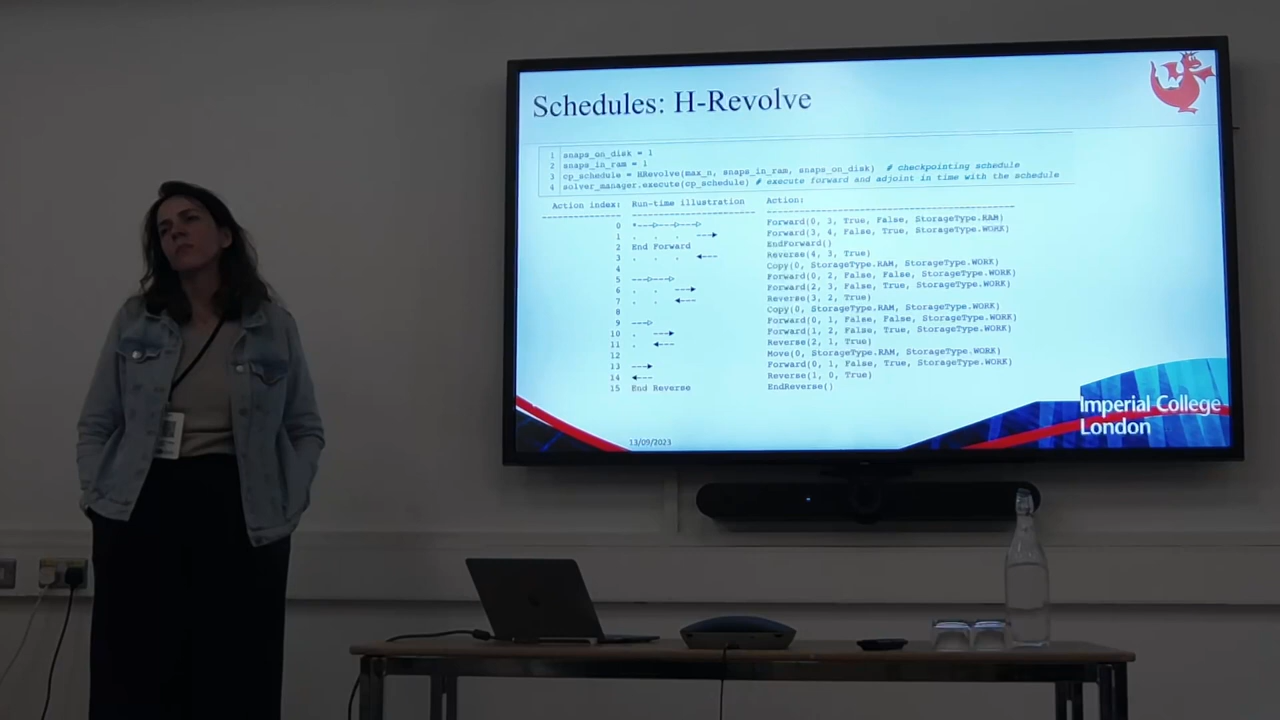 Schedules: H-Revolve
1 snaps_on_disk = 1
2 snaps_in_ram = 1
3 cp_schedule = HRevolve(max_n, snaps_in_ram, snaps_on_disk) # checkpointing schedule
4 solver_manager.execute(cp_schedule) # execute forward and adjoint in time with the schedule
Action index: Run-time illustration Action:
0 *---▷---▷---▷ Forward(0, 3, True, False, StorageType.RAM)
1 . . . ---▶ Forward(3, 4, False, True, StorageType.WORK)
2 End Forward EndForward()
3 . . . ◀--- Reverse(4, 3, True)
4 Copy(0, StorageType.RAM, StorageType.WORK)
5 ---▷---▷ Forward(0, 2, False, False, StorageType.WORK)
6 . . ---▶ Forward(2, 3, False, True, StorageType.WORK)
7 . . ◀--- Reverse(3, 2, True)
8 Copy(0, StorageType.RAM, StorageType.WORK)
9 ---▷ Forward(0, 1, False, False, StorageType.WORK)
10 . ---▶ Forward(1, 2, False, True, StorageType.WORK)
11 . ◀--- Reverse(2, 1, True)
12 Move(0, StorageType.RAM, StorageType.WORK)
13 ---▶ Forward(0, 1, False, True, StorageType.WORK)
14 ◀--- Reverse(1, 0, True)
15 End Reverse EndReverse()
13/09/2023
Imperial College
London